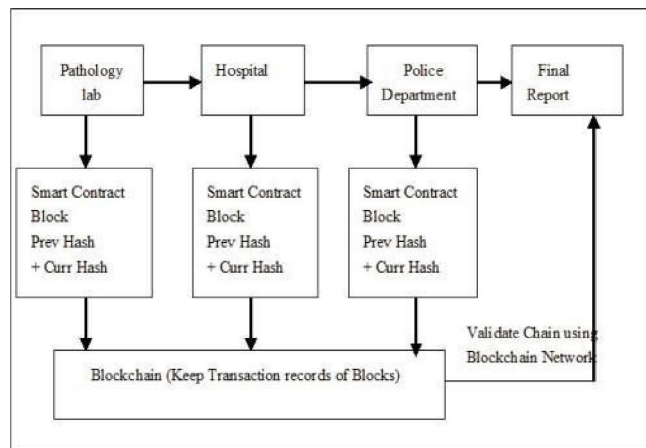 Pathology
lab
Hospital
Police
Department
Final
Report
Smart Contract
Block
Prev Hash
+ Curr Hash
Smart Contract
Block
Prev Hash
+ Curr Hash
Smart Contract
Block
Prev Hash
+ Curr Hash
Validate Chain using
Blockchain Network
Blockchain (Keep Transaction records of Blocks)